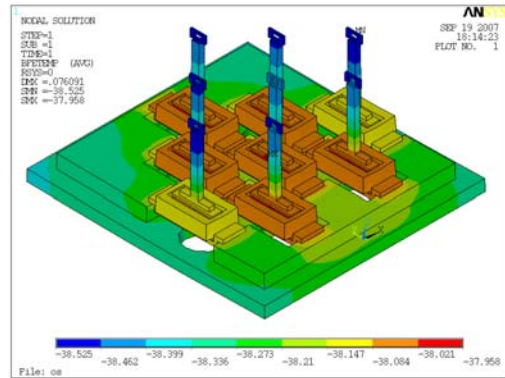 1
NODAL SOLUTION
STEP=1
SUB =1
TIME=1
BFETEMP (AVG)
RSYS=0
DMX =.076091
SMN =-38.525
SMX =-37.958
ANSYS
SEP 19 2007
18:14:23
PLOT NO. 1
X
-38.525 -38.462 -38.399 -38.336 -38.273 -38.21 -38.147 -38.084 -38.021 -37.958
File: os